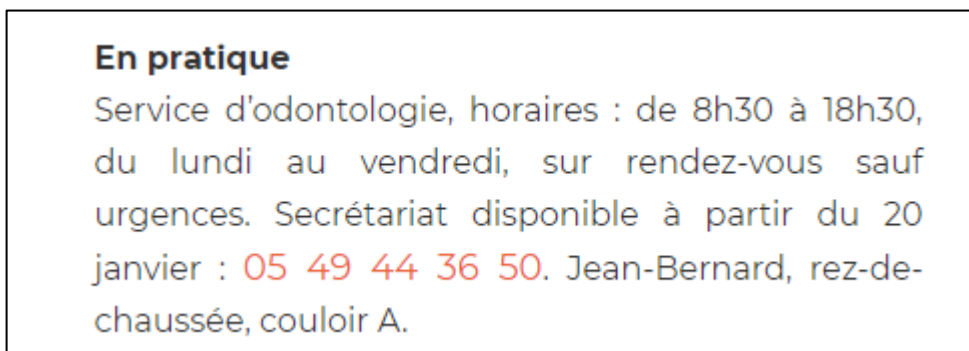 En pratique
Service d’odontologie, horaires : de 8h30 à 18h30,
du lundi au vendredi, sur rendez-vous sauf
urgences. Secrétariat disponible à partir du 20
janvier : 05 49 44 36 50. Jean-Bernard, rez-de-
chaussée, couloir A.